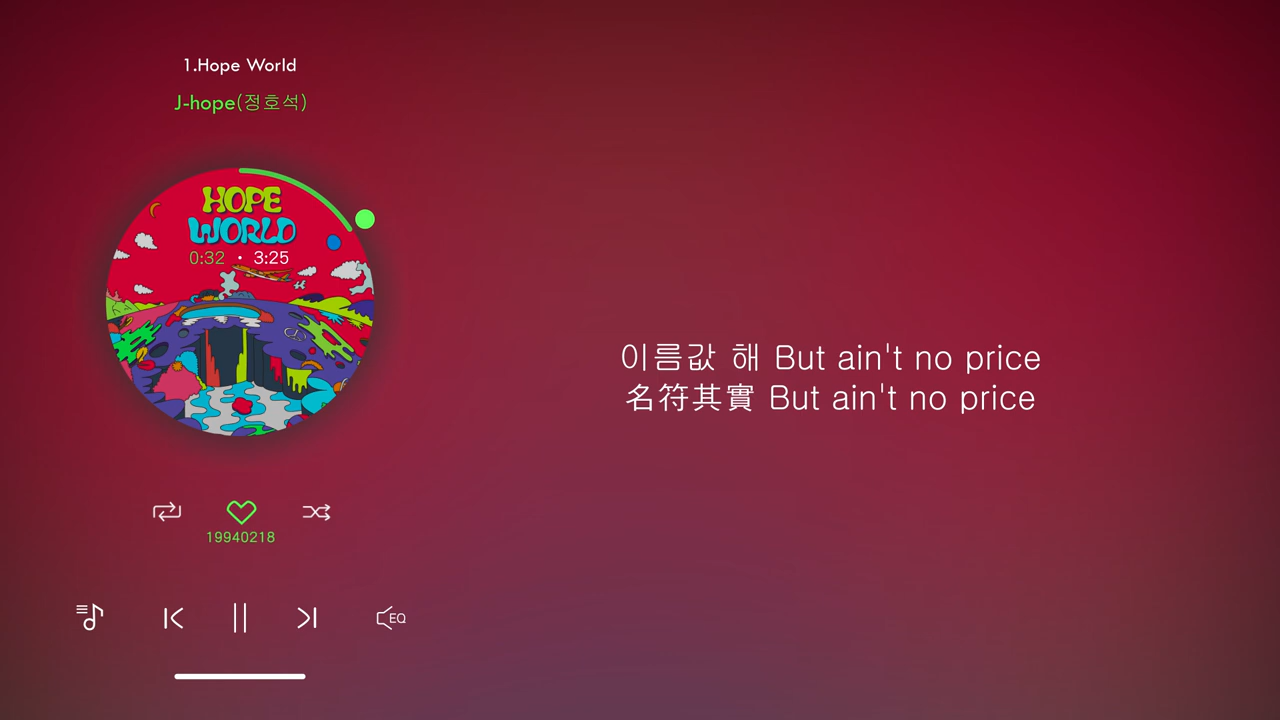 1.Hope World
J-hope(정호석)
HOPE
WORLD
0:32 • 3:25
이름값 해 But ain't no price
名符其實 But ain't no price
19940218
EQ